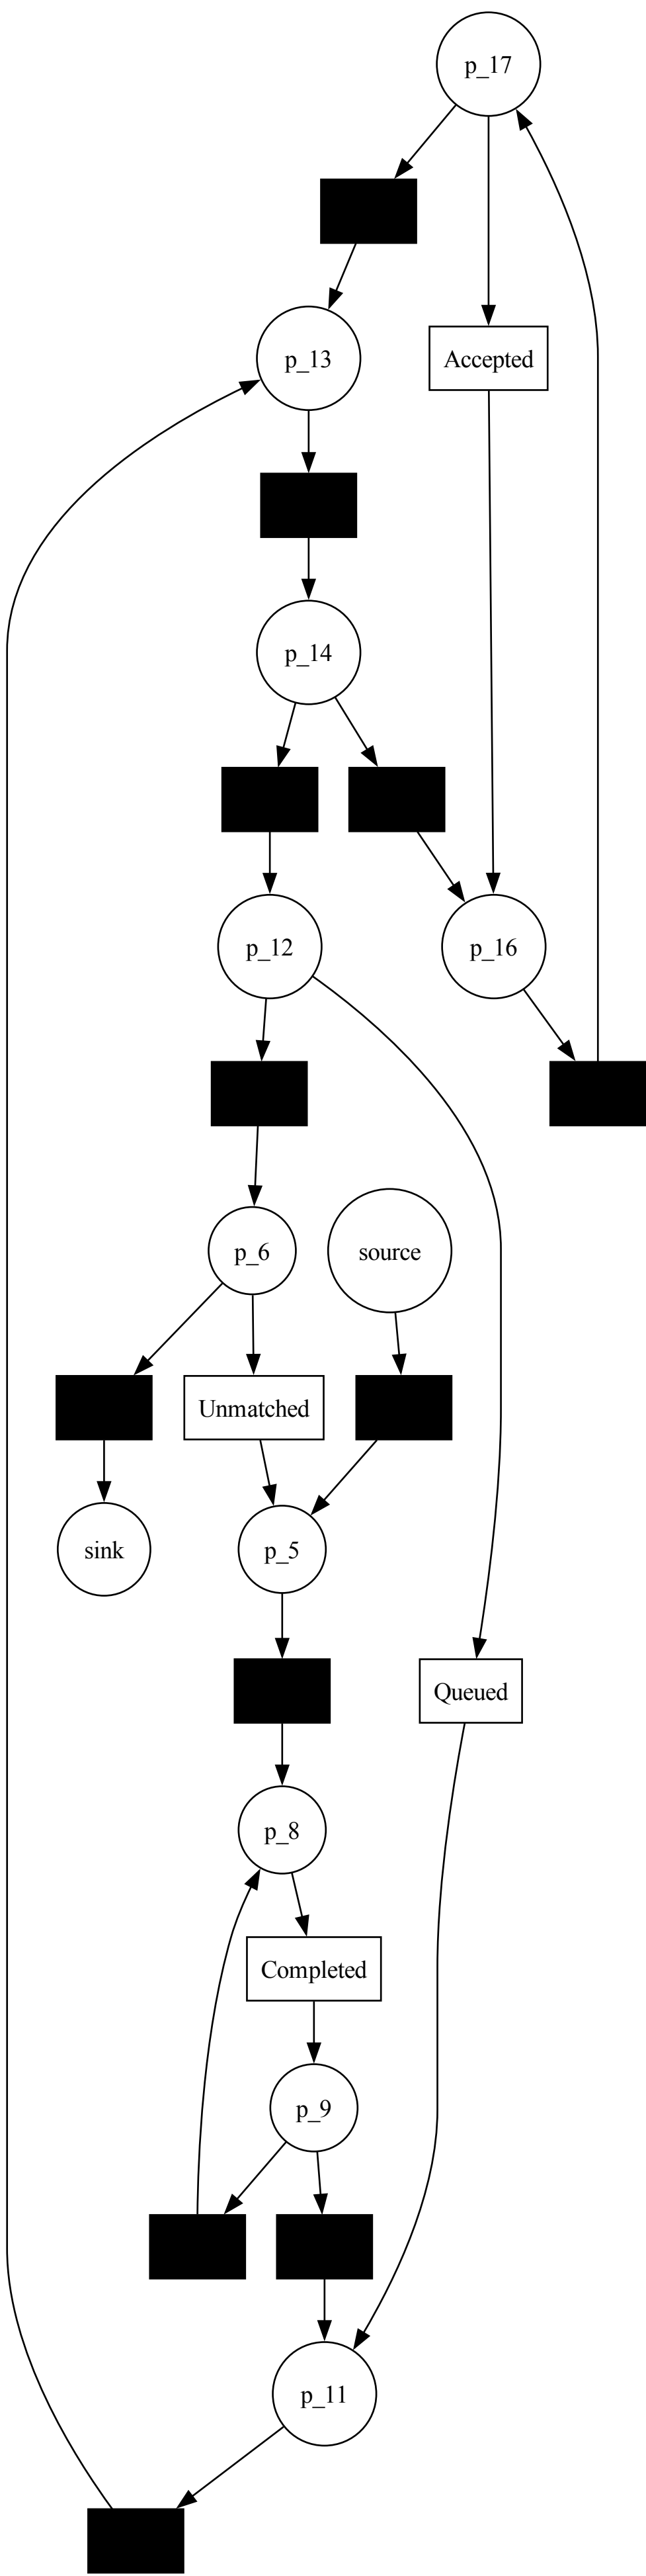 p_17
p_13
Accepted
p_14
p_12
p_16
p_6
source
Unmatched
sink
p_5
Queued
p_8
Completed
p_9
p_11